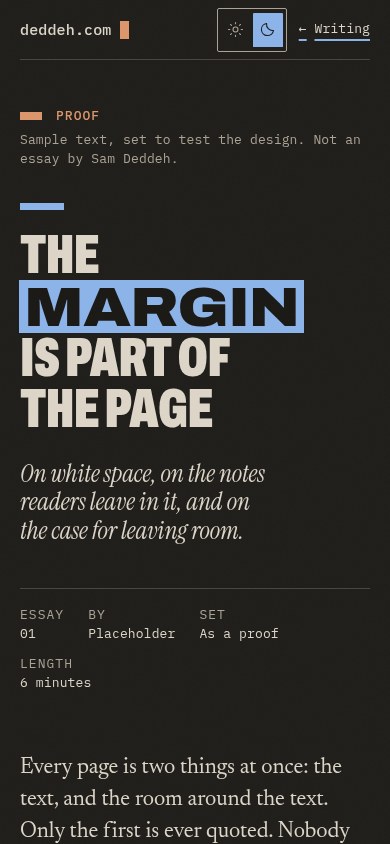 deddeh.com
← Writing
PROOF
Sample text, set to test the design. Not an
essay by Sam Deddeh.
THE
MARGIN
IS PART OF
THE PAGE
On white space, on the notes
readers leave in it, and on
the case for leaving room.
ESSAY BY SET
01 Placeholder As a proof
LENGTH
6 minutes
Every page is two things at once: the
text, and the room around the text.
Only the first is ever quoted. Nobody